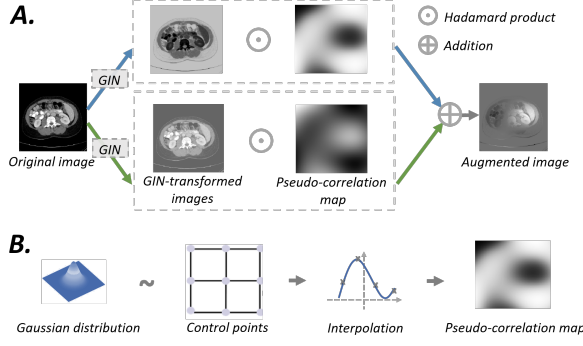 A.
GIN
GIN
Original image
GIN-transformed
images
Pseudo-correlation
map
Hadamard product
Addition
Augmented image
B.
~
Gaussian distribution
Control points
Interpolation
Pseudo-correlation map